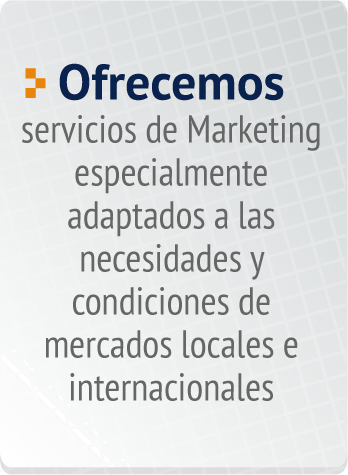 Ofrecemos
servicios de Marketing
especialmente
adaptados a las
necesidades y
condiciones de
mercados locales e
internacionales